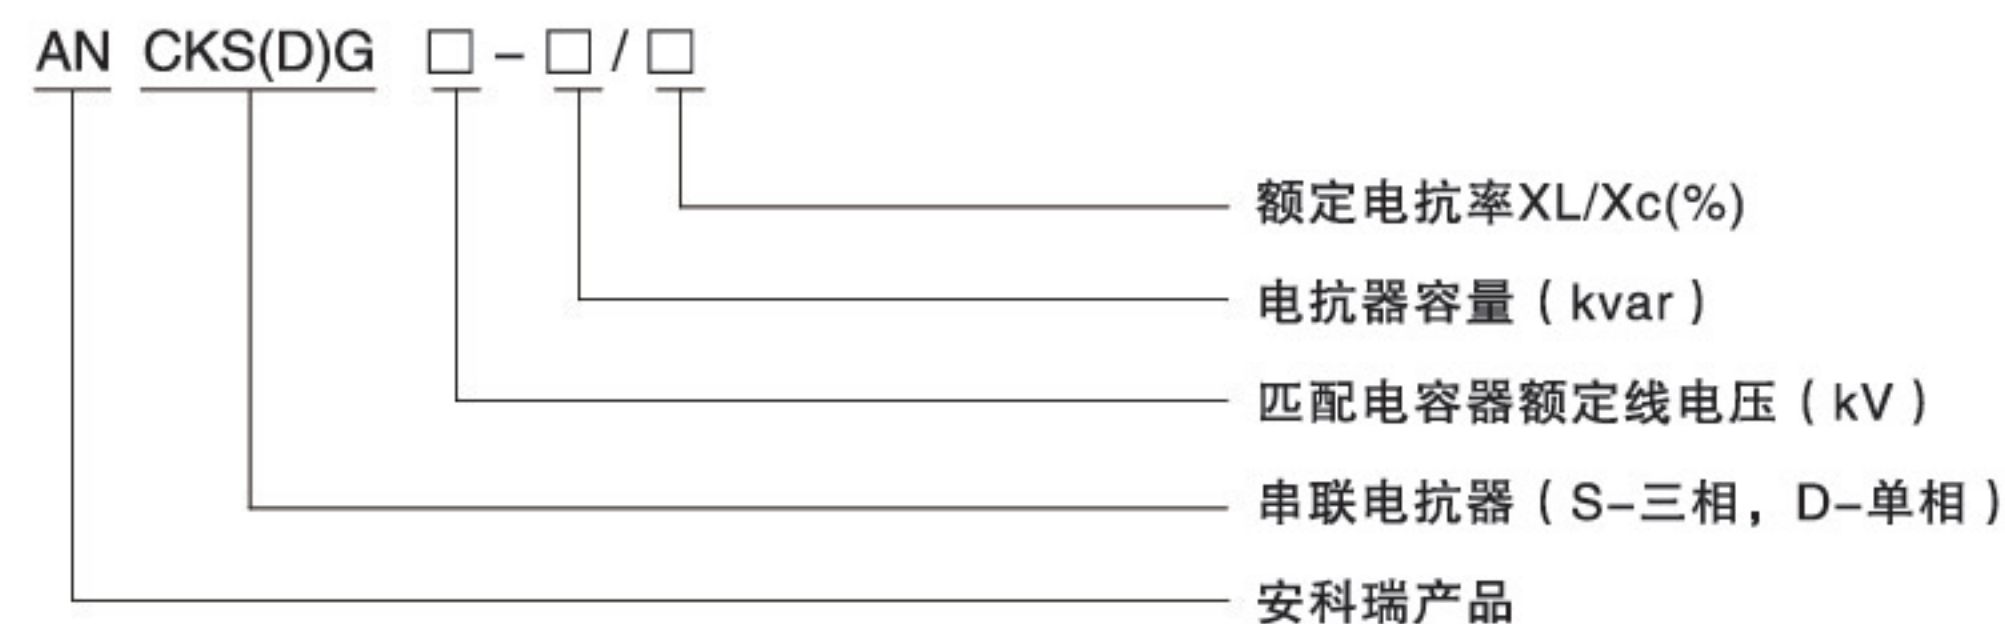 AN CKS(D)G □-□/□
额定电抗率XL/Xc(%)
电抗器容量(kvar)
匹配电容器额定线电压(kV)
串联电抗器(S-三相，D-单相)
安科瑞产品